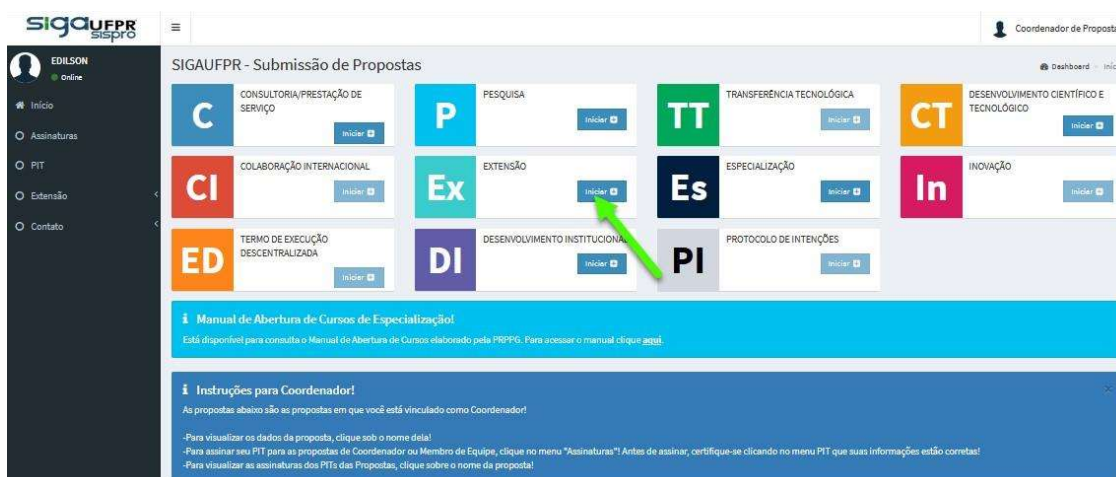 sigaUFPR
sispro
Coordenador de Proposta
EDILSON
Online
Início
Assinaturas
PIT
Extensão
Contato
SIGAUFPR - Submissão de Propostas
Dashboard
C
CONSULTORIA/PRESTAÇÃO DE
SERVIÇO
Iniciar
P
PESQUISA
Iniciar
TT
TRANSFERÊNCIA TECNOLÓGICA
Iniciar
CT
DESENVOLVIMENTO CIENTÍFICO E
TECNOLÓGICO
Iniciar
CI
COLABORAÇÃO INTERNACIONAL
Iniciar
Ex
EXTENSÃO
Iniciar
Es
ESPECIALIZAÇÃO
Iniciar
In
INOVAÇÃO
Iniciar
ED
TERMO DE EXECUÇÃO
DESCENTRALIZADA
Iniciar
DI
DESENVOLVIMENTO INSTITUCIONAL
Iniciar
PI
PROTOCOLO DE INTENÇÕES
Iniciar
i Manual de Abertura de Cursos de Especialização!
Está disponível para consulta o Manual de Abertura de Cursos elaborado pela PRPPG. Para acessar o manual clique aqui.
i Instruções para Coordenador!
As propostas abaixo são as propostas em que você está vinculado como Coordenador!
-Para visualizar os dados da proposta, clique sob o nome dela!
-Para assinar seu PIT para as propostas de Coordenador ou Membro de Equipe, clique no menu "Assinaturas"! Antes de assinar, certifique-se clicando no menu PIT que suas informações estão corretas!
-Para visualizar as assinaturas dos PITs das Propostas, clique sobre o nome da proposta!